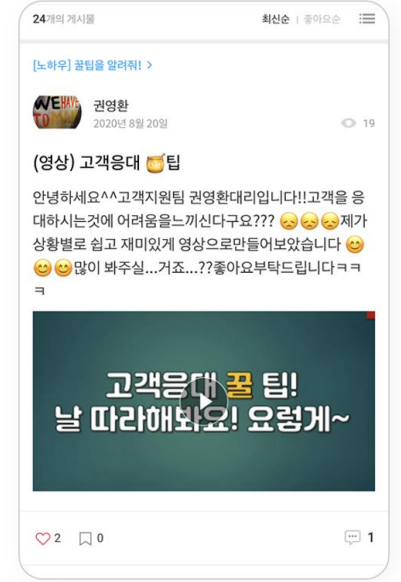 24개의 게시물
최신순 | 좋아요순
[노하우] 꿀팁을 알려줘! >
권영환
2020년 8월 20일
19
(영상) 고객응대 🍯팁
안녕하세요^^고객지원팀 권영환대리입니다!!고객을 응
대하시는것에 어려움을느끼신다구요??? 😞😞😞제가
상황별로 쉽고 재미있게 영상으로만들어보았습니다 😊
😊😊많이 봐주실...거죠...??좋아요부탁드립니다ㅋㅋ
ㅋ
고객응대 꿀 팁!
날 따라해봐요! 요렇게~
2
0
1